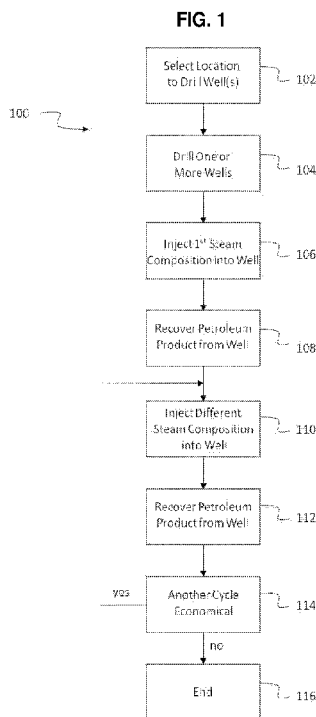 FIG. 1
Select Location
to Drill Well(s)
102
100
Drill One or
More Wells
104
Inject 1st Steam
Composition into Well
106
Recover Petroleum
Product from Well
108
Inject Different
Steam Composition
into Well
110
Recover Petroleum
Product from Well
112
yes
Another Cycle
Economical
114
no
End
116